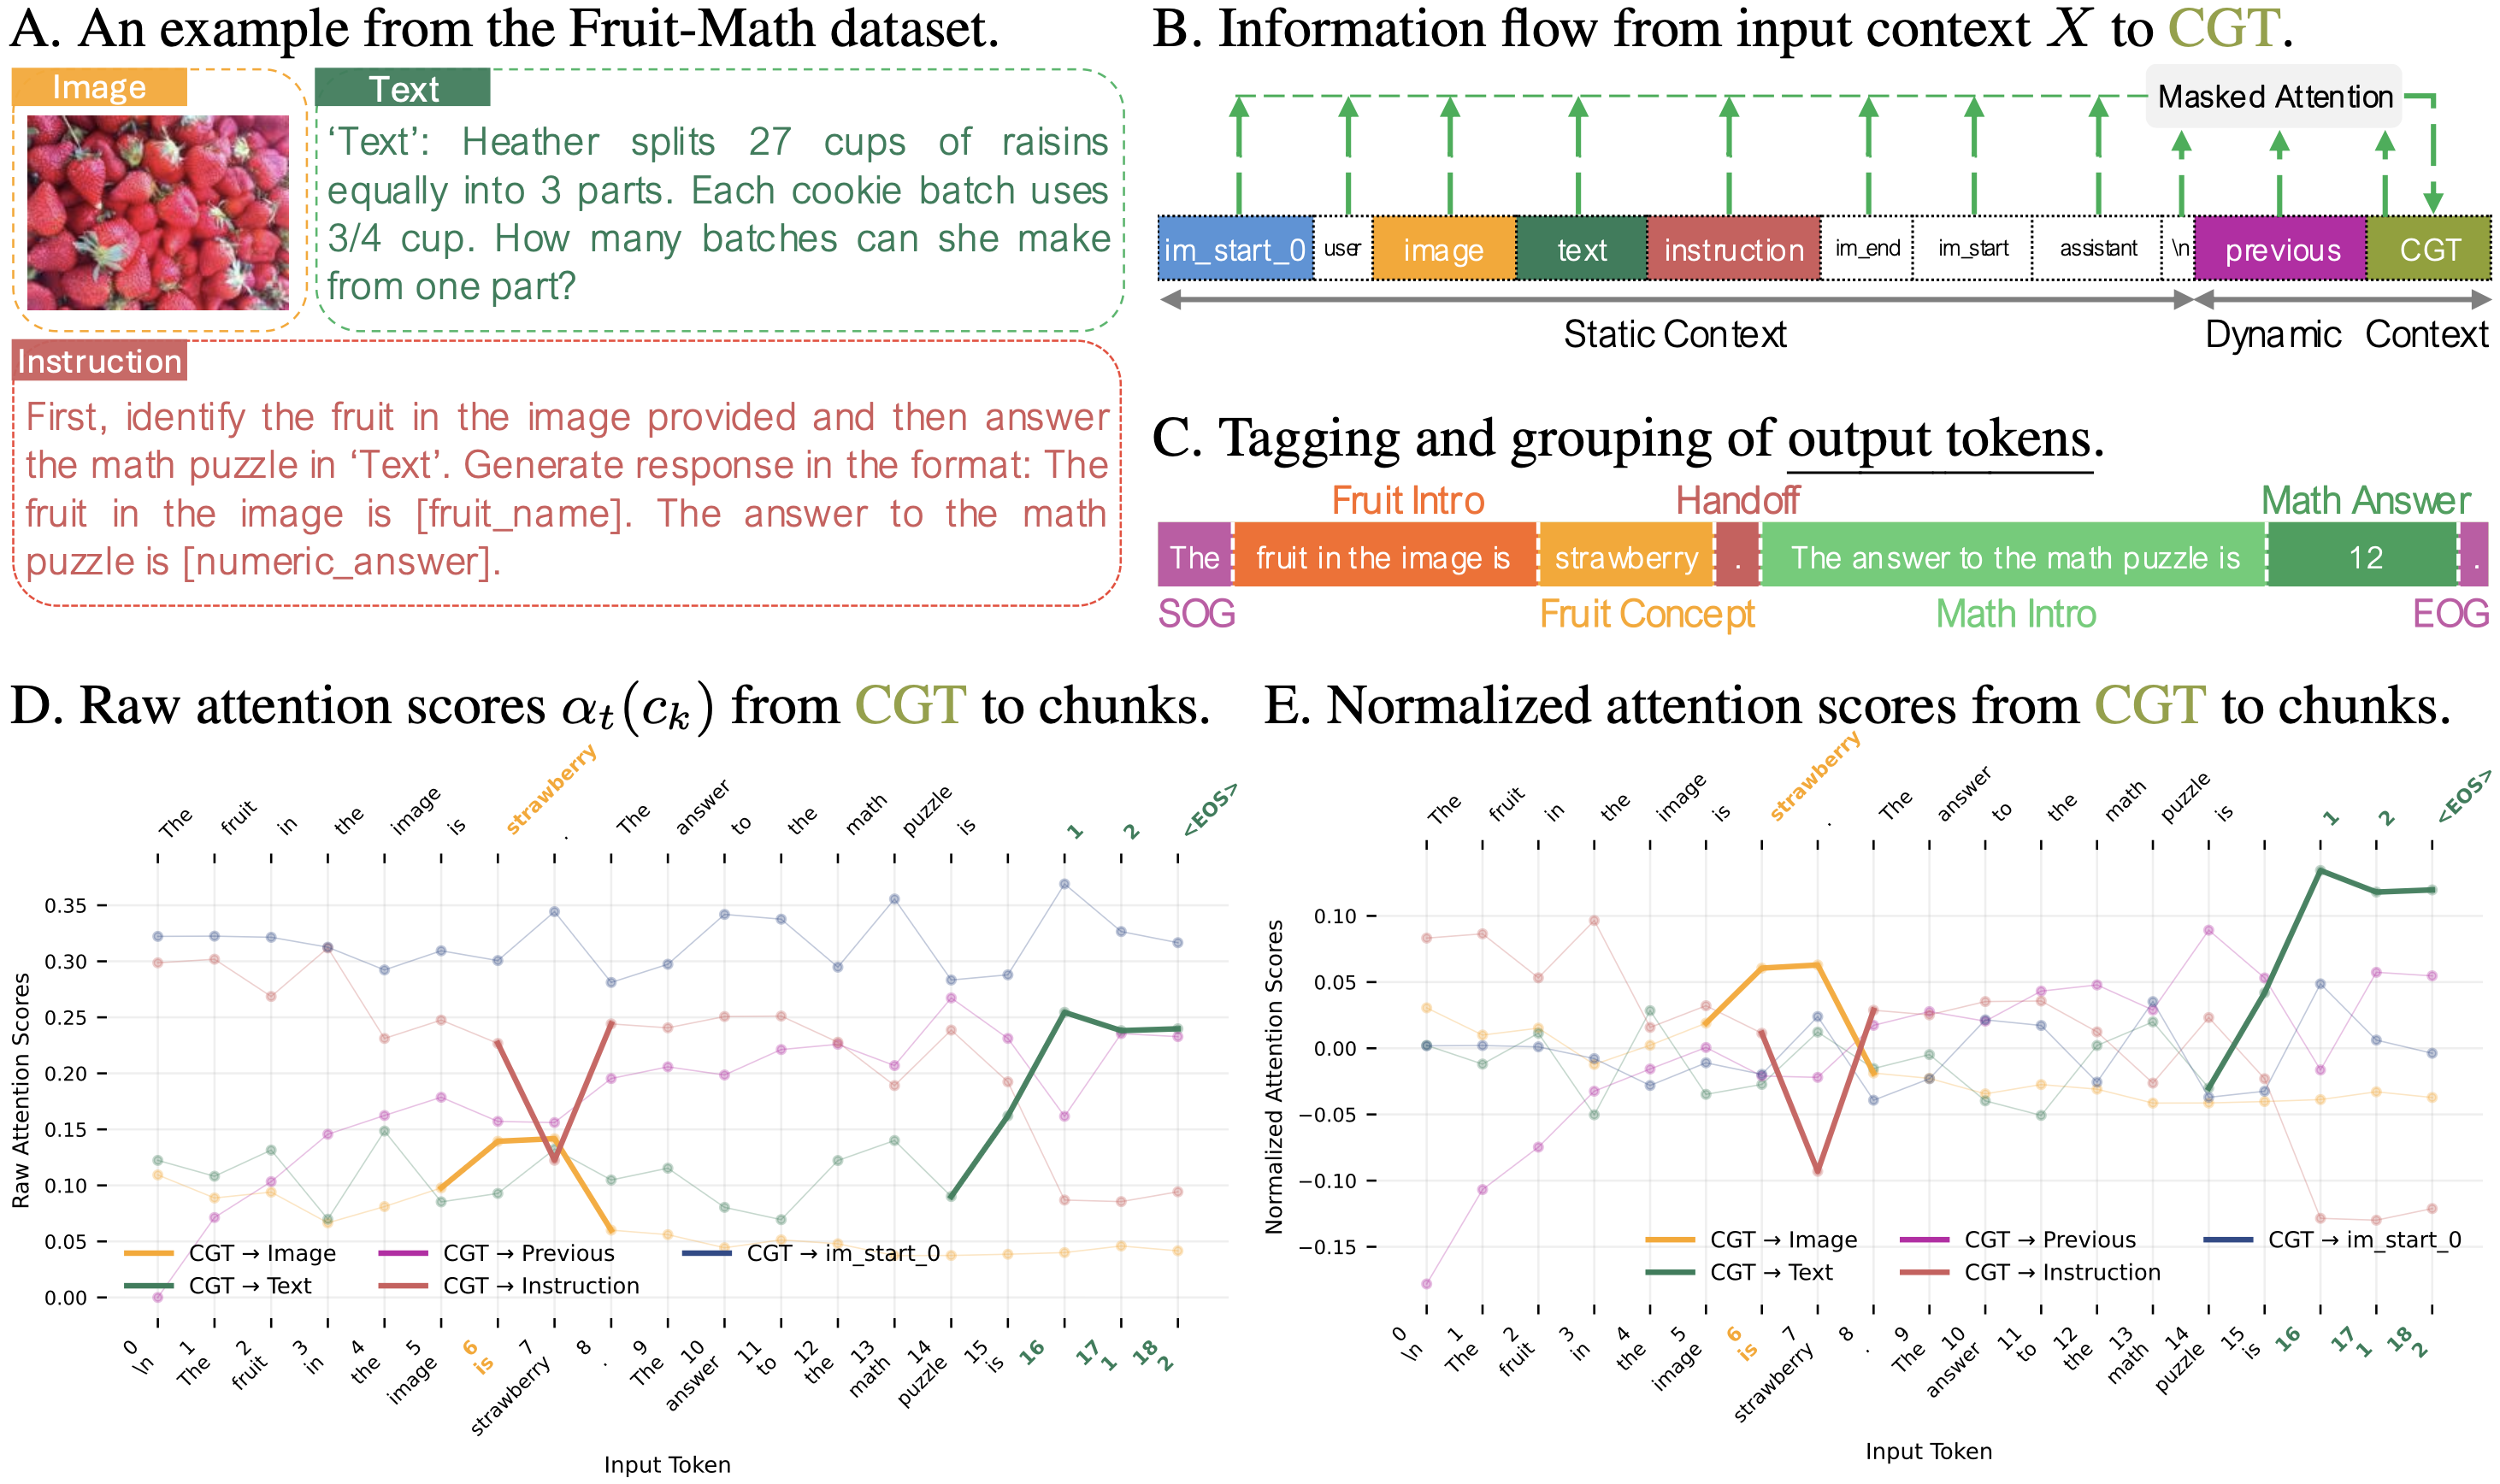 A. An example from the Fruit-Math dataset.
Image
Text
‘Text’: Heather splits 27 cups of raisins
equally into 3 parts. Each cookie batch uses
3/4 cup. How many batches can she make
from one part?
Instruction
First, identify the fruit in the image provided and then answer
the math puzzle in ‘Text’. Generate response in the format: The
fruit in the image is [fruit_name]. The answer to the math
puzzle is [numeric_answer].
B. Information flow from input context X to CGT.
Masked Attention
im_start_0 user image text instruction im_end im_start assistant \n previous CGT
Static Context
Dynamic Context
C. Tagging and grouping of output tokens.
Fruit Intro Handoff Math Answer
The fruit in the image is strawberry . The answer to the math puzzle is 12 .
SOG Fruit Concept Math Intro EOG
D. Raw attention scores αt(ck) from CGT to chunks.
The fruit in the image is strawberry . The answer to the math puzzle is 1 2 <EOS>
Raw Attention Scores
0.35
0.30
0.25
0.20
0.15
0.10
0.05
0.00
CGT → Image
CGT → Text
CGT → Previous
CGT → Instruction
CGT → im_start_0
0 \n
1 The
2 fruit
3 in
4 the
5 image
6 is
7 strawberry
8 .
9 The
10 answer
11 to
12 the
13 math
14 puzzle
15 is
16
17 1
18 2
Input Token
E. Normalized attention scores from CGT to chunks.
The fruit in the image is strawberry . The answer to the math puzzle is 1 2 <EOS>
Normalized Attention Scores
0.10
0.05
0.00
−0.05
−0.10
−0.15
CGT → Image
CGT → Text
CGT → Previous
CGT → Instruction
CGT → im_start_0
0 \n
1 The
2 fruit
3 in
4 the
5 image
6 is
7 strawberry
8 .
9 The
10 answer
11 to
12 the
13 math
14 puzzle
15 is
16
17 1
18 2
Input Token